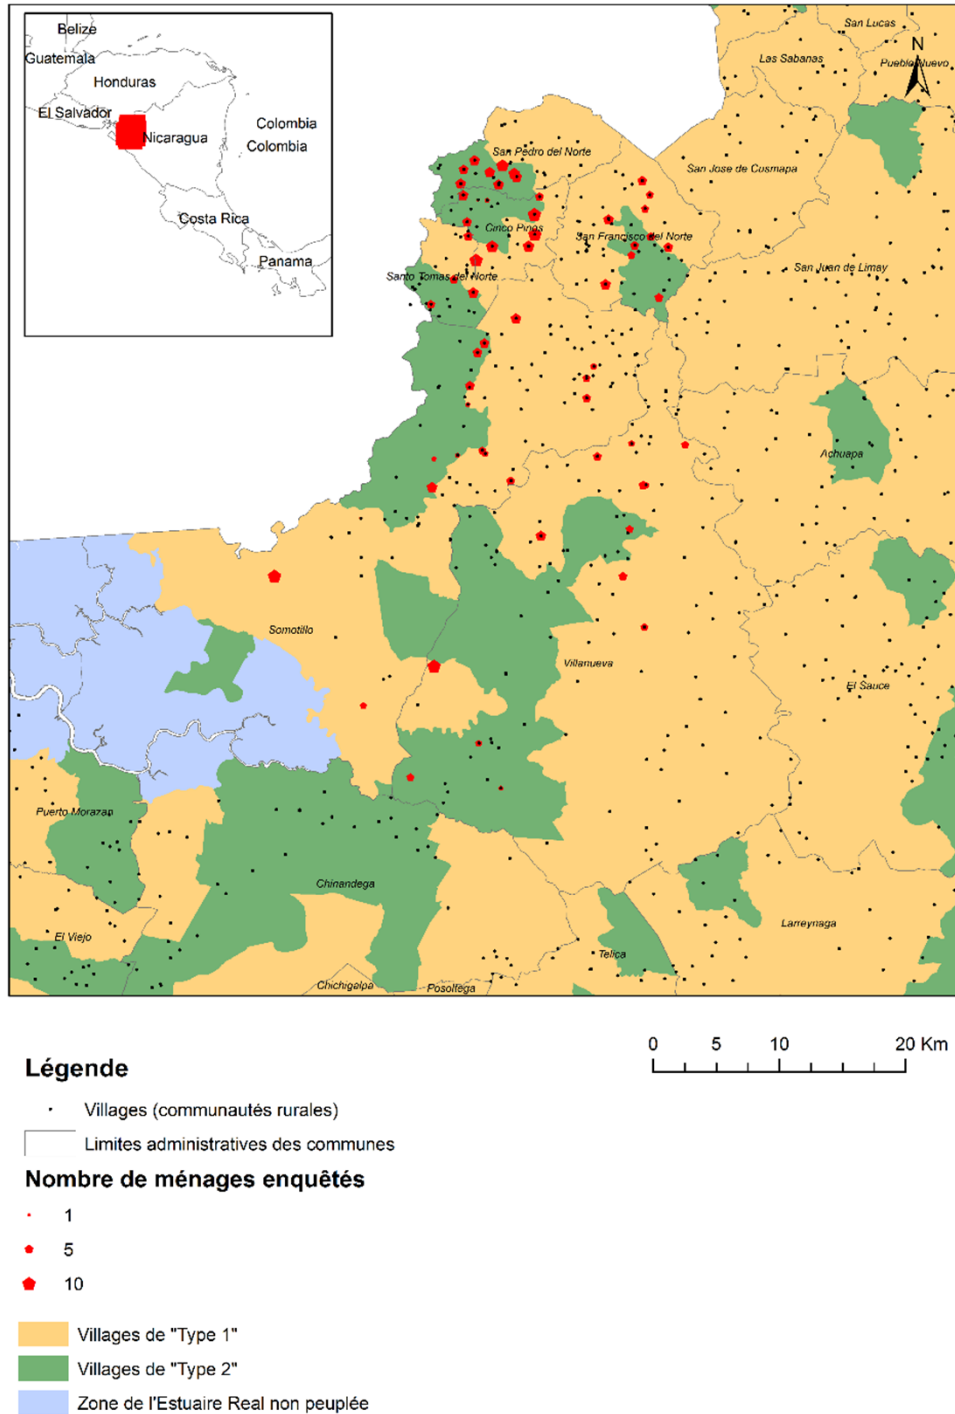 Belize
Guatemala
Honduras
El Salvador
Nicaragua
Colombia
Colombia
Costa Rica
Panama
San Lucas
Las Sabanas
N
Pueblo Nuevo
San Pedro del Norte
San Jose de Cusmapa
Cinco Pinos
San Francisco del Norte
Santo Tomas del Norte
San Juan de Limay
Achuapa
Somotillo
Villanueva
El Sauce
Puerto Morazan
Chinandega
El Viejo
Larreynaga
Telica
Chichigalpa
Posoltega
0 5 10 20 Km
Légende
Villages (communautés rurales)
Limites administratives des communes
Nombre de ménages enquêtés
1
5
10
Villages de "Type 1"
Villages de "Type 2"
Zone de l'Estuaire Real non peuplée